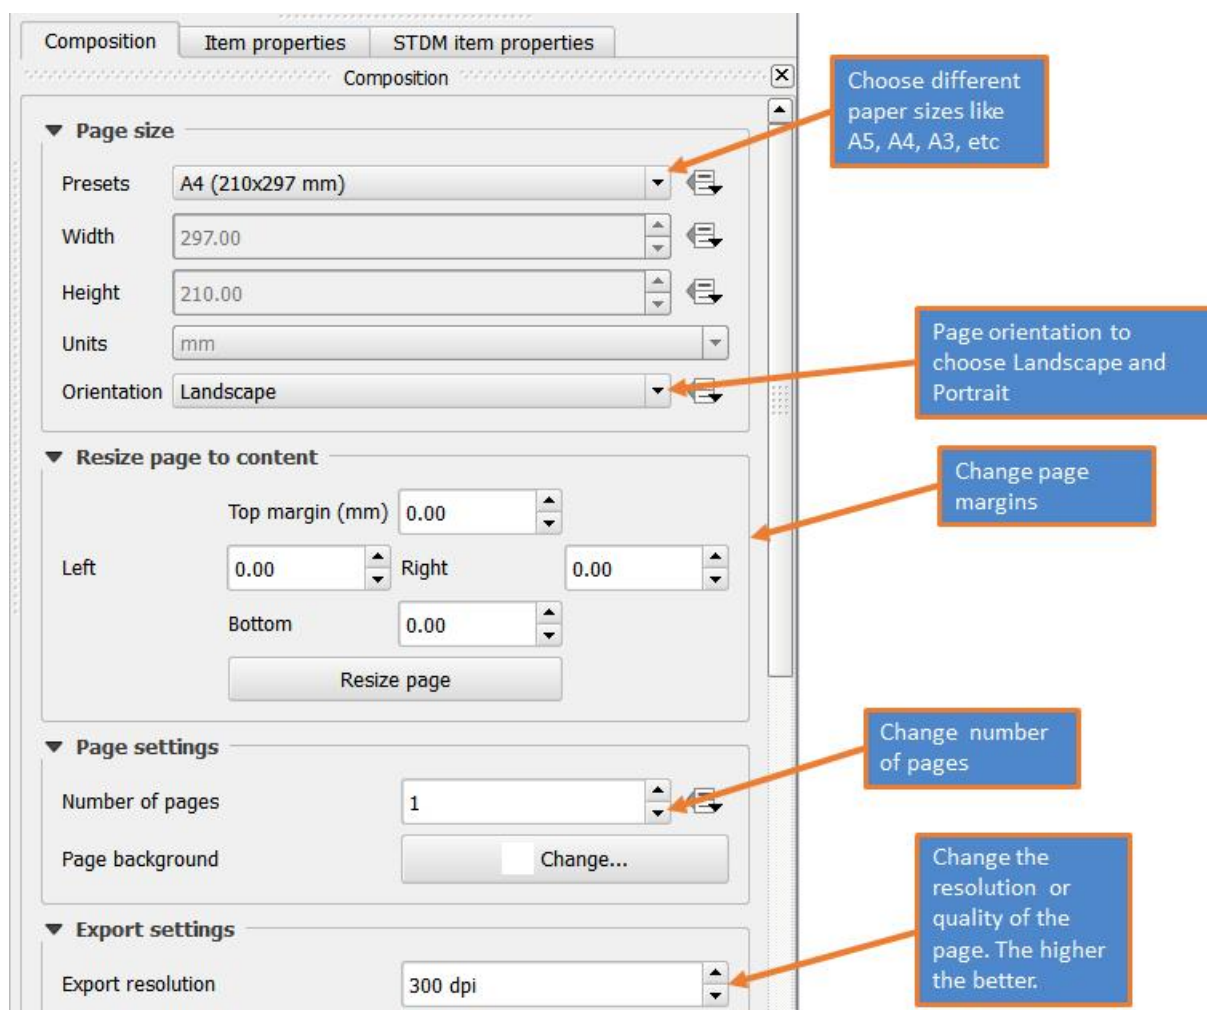 Composition
Item properties
STDM item properties
Composition
Choose different
paper sizes like
A5, A4, A3, etc
Page size
Presets
A4 (210x297 mm)
Width
297.00
Height
210.00
Units
mm
Orientation
Landscape
Page orientation to
choose Landscape and
Portrait
Resize page to content
Change page
margins
Top margin (mm)
0.00
Left
0.00
Right
0.00
Bottom
0.00
Resize page
Page settings
Change number
of pages
Number of pages
1
Page background
Change...
Change the
resolution or
quality of the
page. The higher
the better.
Export settings
Export resolution
300 dpi